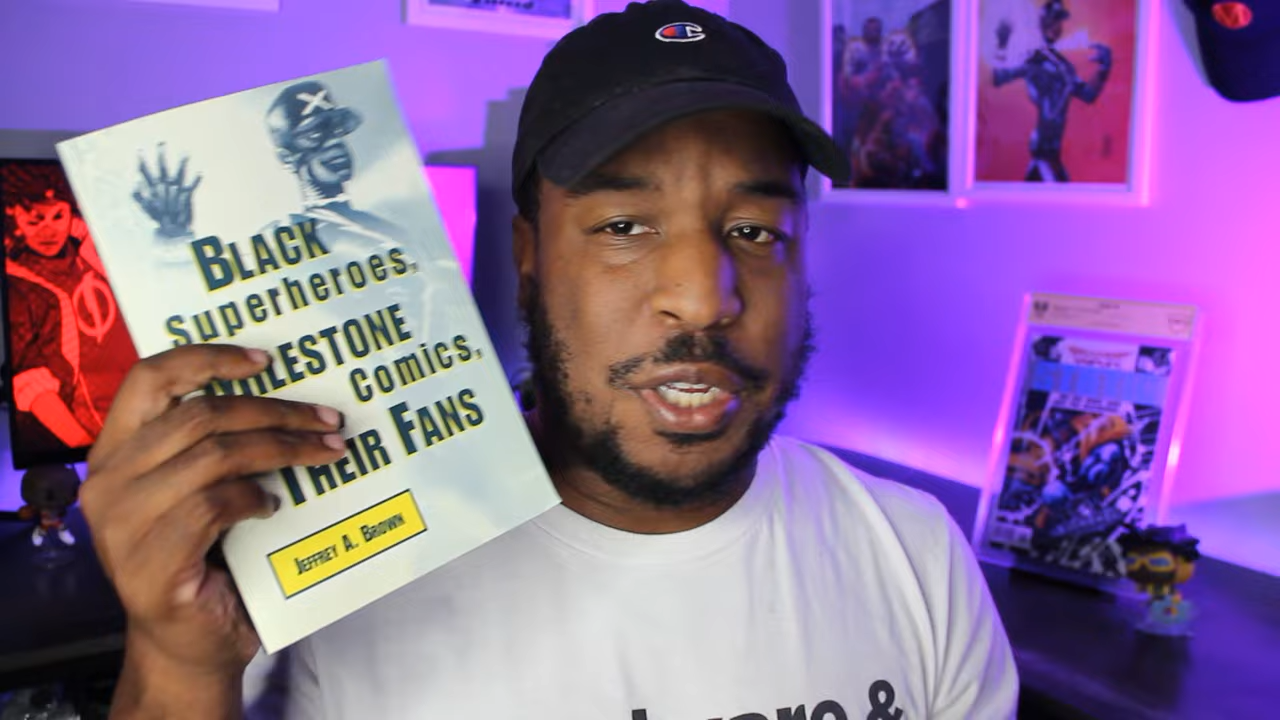 BLACK
Superheroes,
MILESTONE
Comics,
THEIR FANS
JEFFREY A. BROWN
&